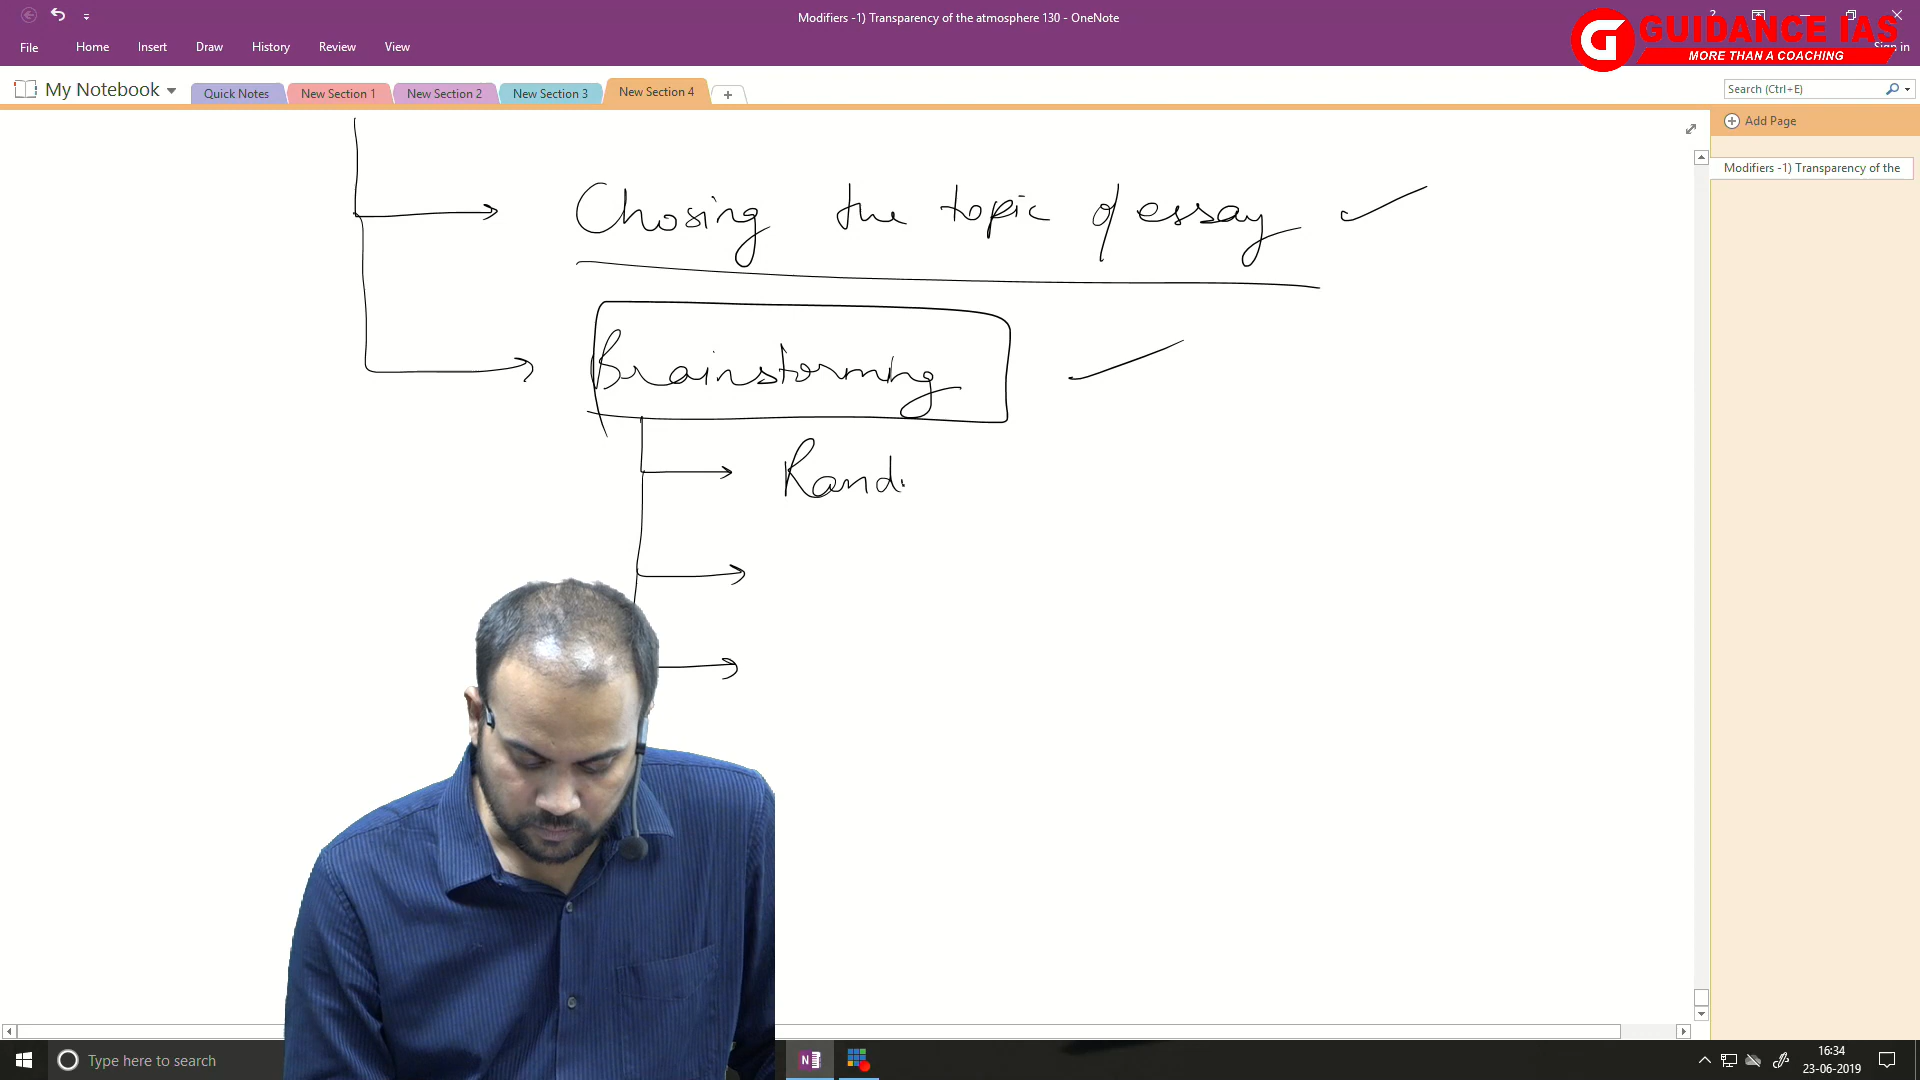 Modifiers -1) Transparency of the atmosphere 130 - OneNote
?
GUIDANCE IAS
MORE THAN A COACHING
Sign in
File Home Insert Draw History Review View
My Notebook Quick Notes New Section 1 New Section 2 New Section 3 New Section 4 +
Search (Ctrl+E)
Add Page
Modifiers -1) Transparency of the
Chosing the topic of essay
Brainstorming
Rand
Type here to search
N
16:34
23-06-2019